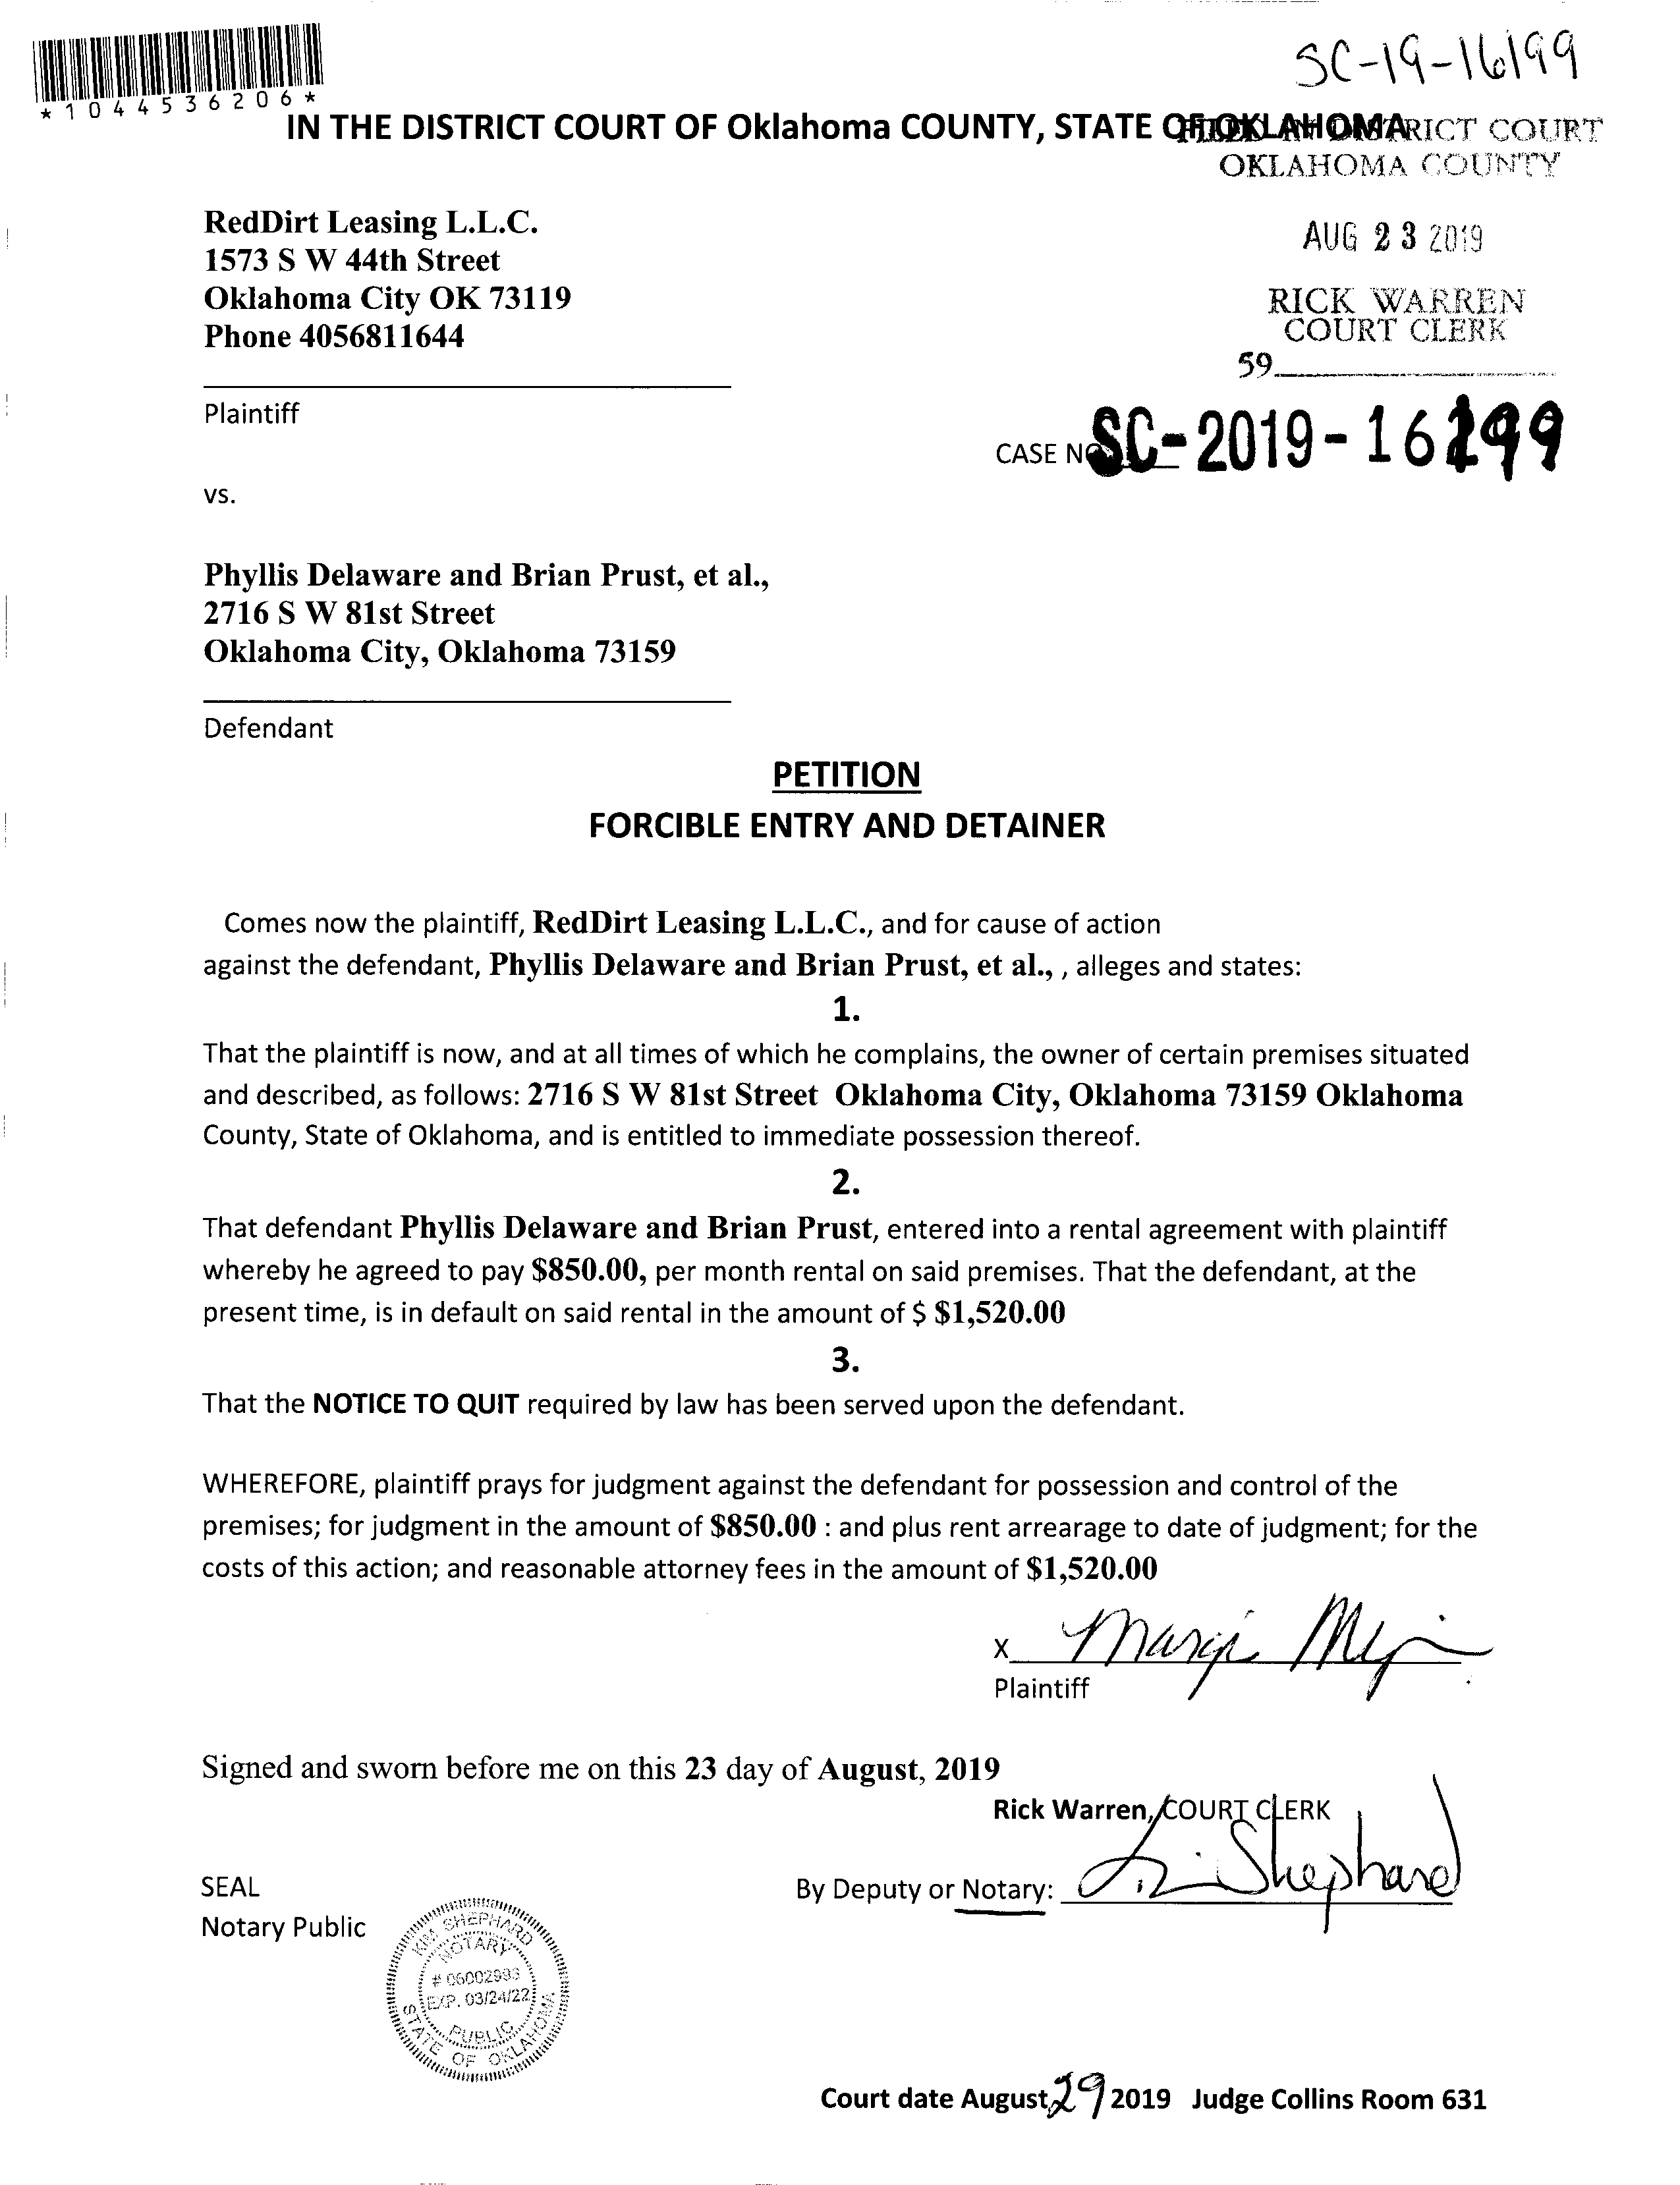 SC-19-16199
*1044536206*
IN THE DISTRICT COURT OF Oklahoma COUNTY, STATE OF OKLAHOMA
DISTRICT COURT
OKLAHOMA COUNTY
RedDirt Leasing L.L.C.
1573 S W 44th Street
Oklahoma City OK 73119
Phone 4056811644
AUG 23 2019
RICK WARREN
COURT CLERK
59
Plaintiff
CASE NO. SC-2019-16199
vs.
Phyllis Delaware and Brian Prust, et al.,
2716 S W 81st Street
Oklahoma City, Oklahoma 73159
Defendant
PETITION
FORCIBLE ENTRY AND DETAINER
Comes now the plaintiff, RedDirt Leasing L.L.C., and for cause of action
against the defendant, Phyllis Delaware and Brian Prust, et al., , alleges and states:
1.
That the plaintiff is now, and at all times of which he complains, the owner of certain premises situated
and described, as follows: 2716 S W 81st Street Oklahoma City, Oklahoma 73159 Oklahoma
County, State of Oklahoma, and is entitled to immediate possession thereof.
2.
That defendant Phyllis Delaware and Brian Prust, entered into a rental agreement with plaintiff
whereby he agreed to pay $850.00, per month rental on said premises. That the defendant, at the
present time, is in default on said rental in the amount of $ $1,520.00
3.
That the NOTICE TO QUIT required by law has been served upon the defendant.
WHEREFORE, plaintiff prays for judgment against the defendant for possession and control of the
premises; for judgment in the amount of $850.00 : and plus rent arrearage to date of judgment; for the
costs of this action; and reasonable attorney fees in the amount of $1,520.00
X
Plaintiff
Signed and sworn before me on this 23 day of August, 2019
Rick Warren, COURT CLERK
SEAL
By Deputy or Notary: Shephard
Notary Public
KIM SHEPHARD
NOTARY
# 06002993
EXP. 03/24/22
PUBLIC
STATE OF OKLAHOMA
Court date August, 29 2019 Judge Collins Room 631